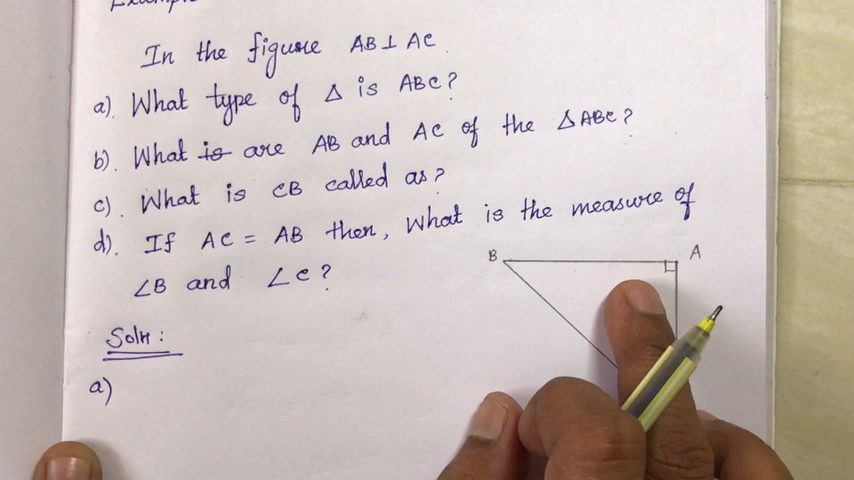 Example
In the figure AB ⊥ AC
a). What type of Δ is ABC?
b). What is are AB and AC of the ΔABC?
c). What is CB called as?
d). If AC = AB then, What is the measure of
∠B and ∠C?
B
A
Soln:
a)